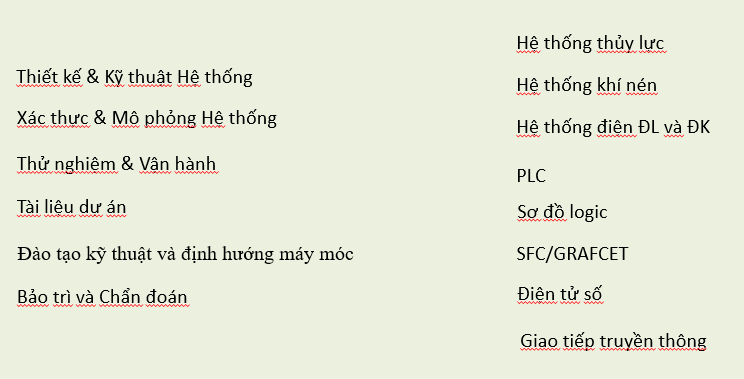 Thiết kế & Kỹ thuật Hệ thống
Xác thực & Mô phỏng Hệ thống
Thử nghiệm & Vận hành
Tài liệu dự án
Đào tạo kỹ thuật và định hướng máy móc
Bảo trì và Chẩn đoán
Hệ thống thủy lực
Hệ thống khí nén
Hệ thống điện ĐL và ĐK
PLC
Sơ đồ logic
SFC/GRAFCET
Điện tử số
Giao tiếp truyền thông